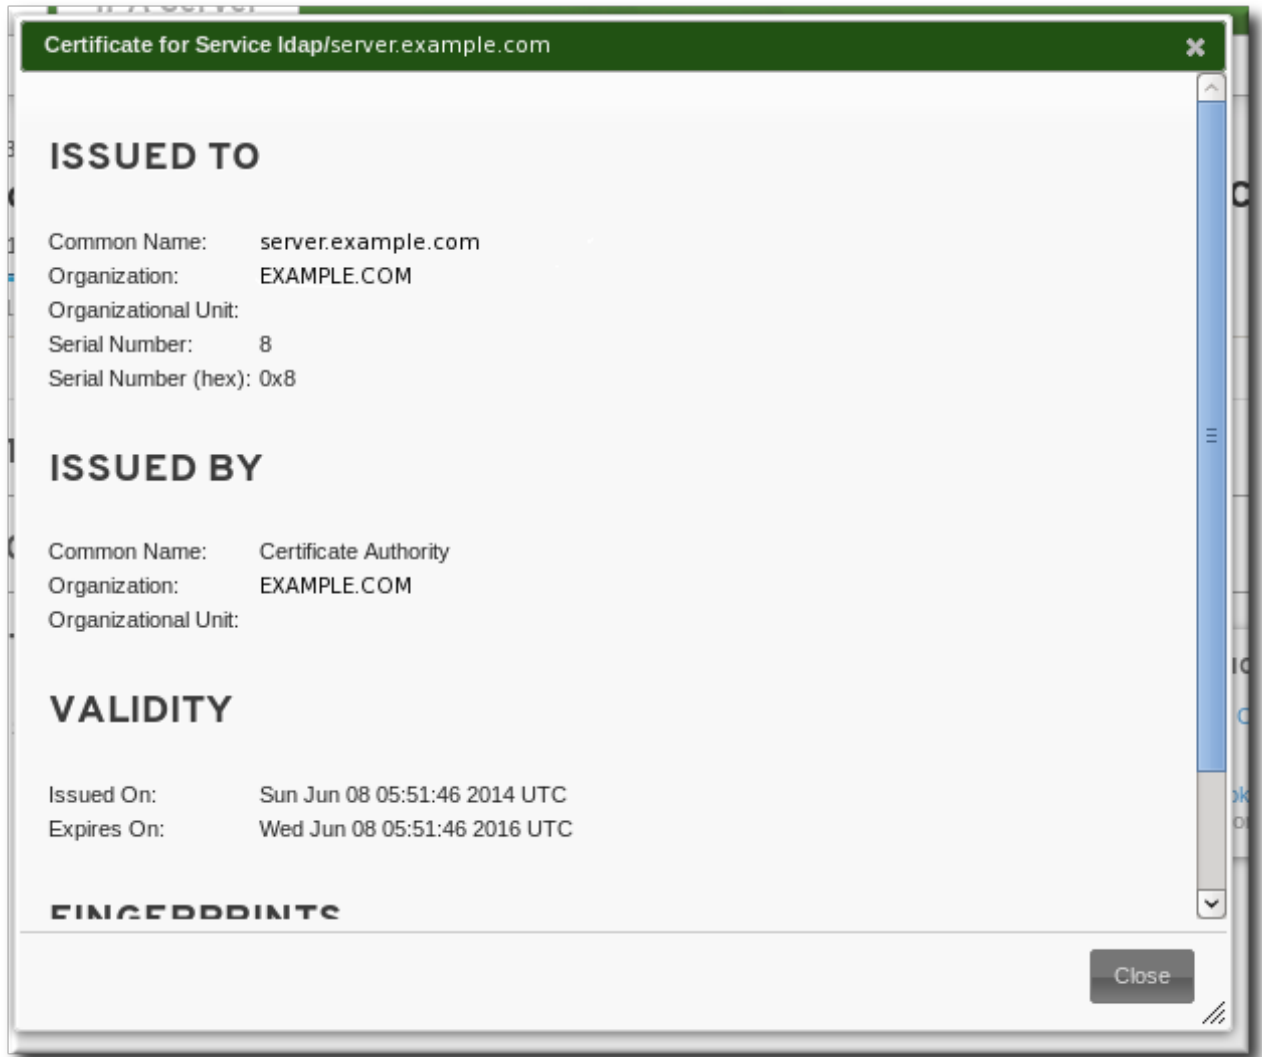 IPA Server
Certificate for Service ldap/server.example.com
ISSUED TO
Common Name: server.example.com
Organization: EXAMPLE.COM
Organizational Unit:
Serial Number: 8
Serial Number (hex): 0x8
ISSUED BY
Common Name: Certificate Authority
Organization: EXAMPLE.COM
Organizational Unit:
VALIDITY
Issued On: Sun Jun 08 05:51:46 2014 UTC
Expires On: Wed Jun 08 05:51:46 2016 UTC
FINGERPRINTS
Close